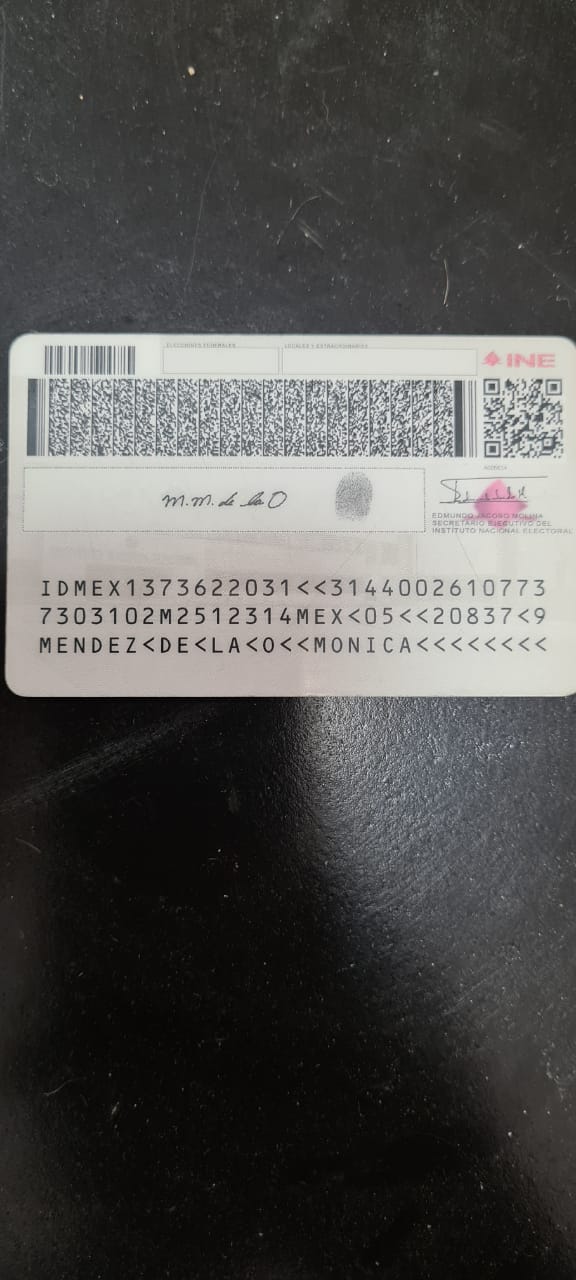 ELECCIONES FEDERALES LOCALES Y EXTRAORDINARIAS
INE
m.m. de la O
EDMUNDO JACOBO MOLINA
SECRETARIO EJECUTIVO DEL
INSTITUTO NACIONAL ELECTORAL
IDMEX1373622031<<3144002610773
7303102M2512314MEX<05<<20837<9
MENDEZ<DE<LA<O<<MONICA<<<<<<<<